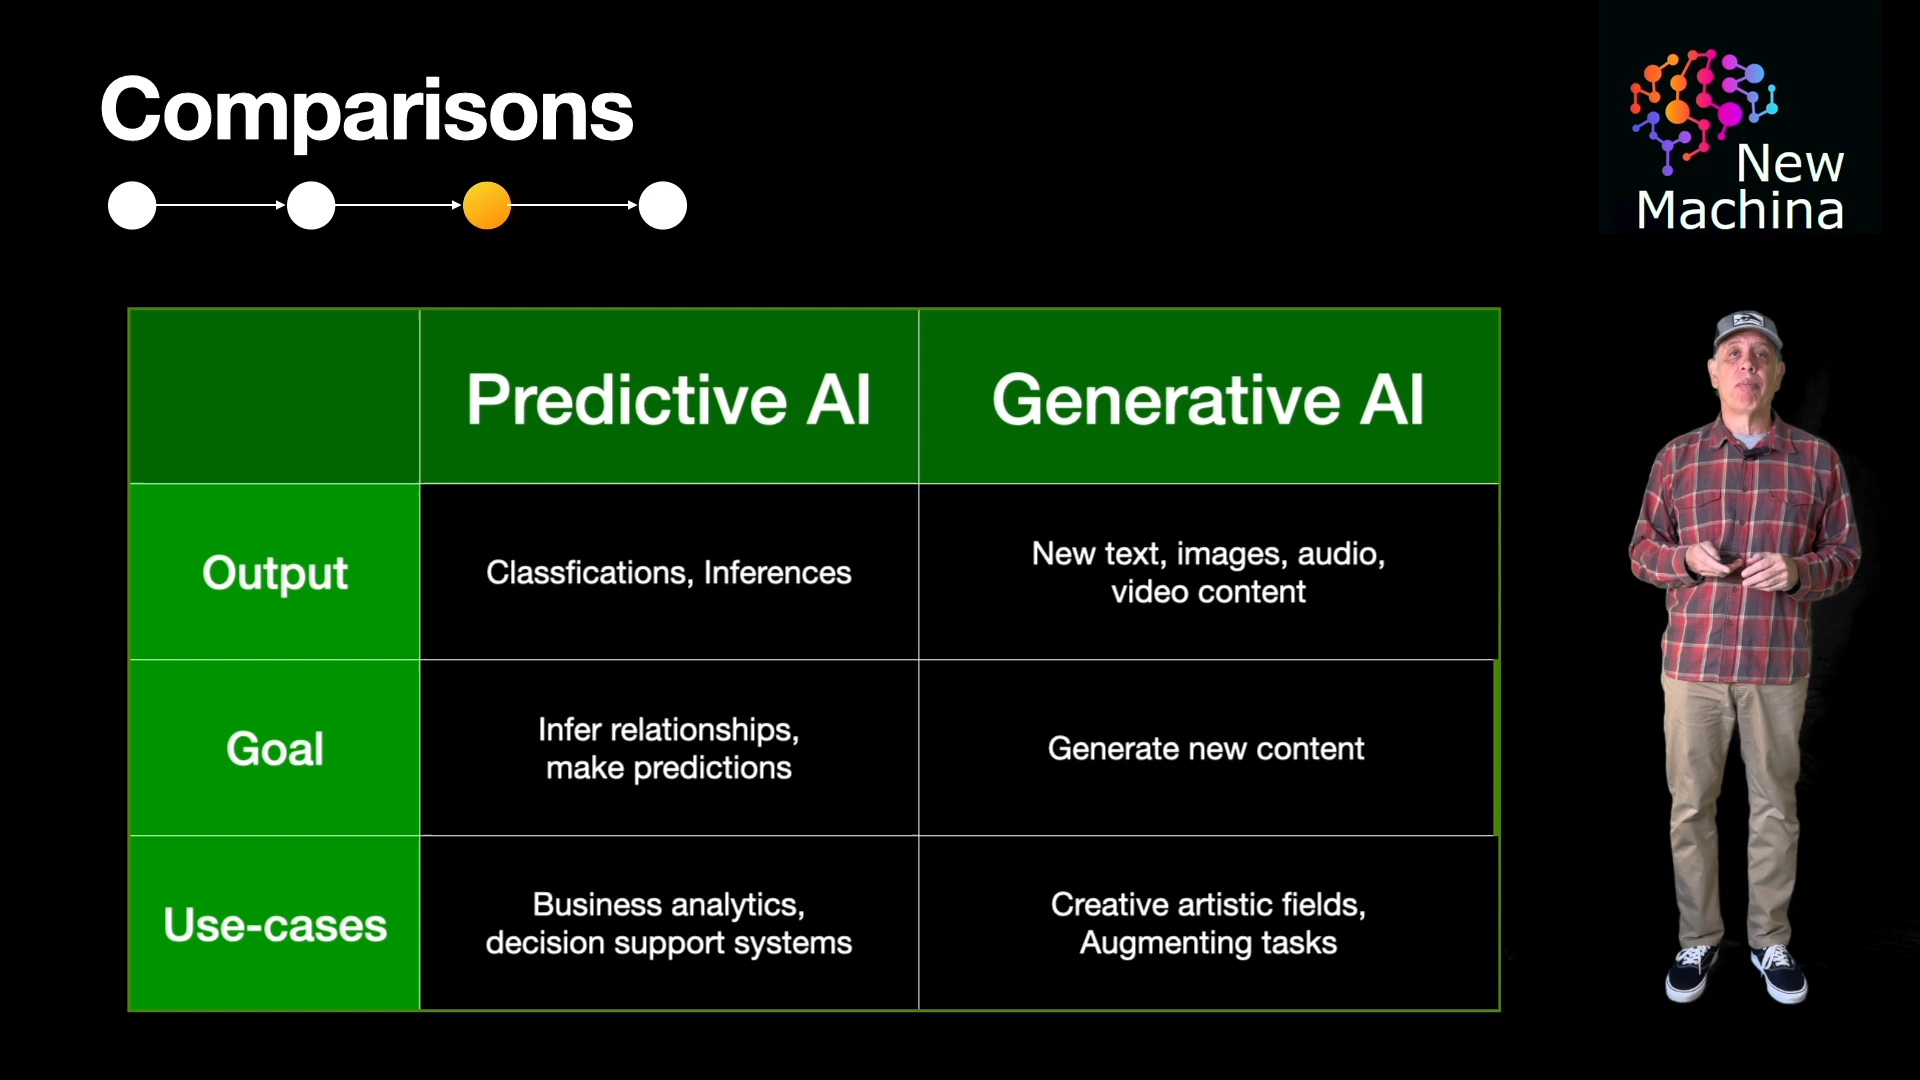 Comparisons
New
Machina
Predictive AI
Generative AI
Output
Classfications, Inferences
New text, images, audio,
video content
Goal
Infer relationships,
make predictions
Generate new content
Use-cases
Business analytics,
decision support systems
Creative artistic fields,
Augmenting tasks